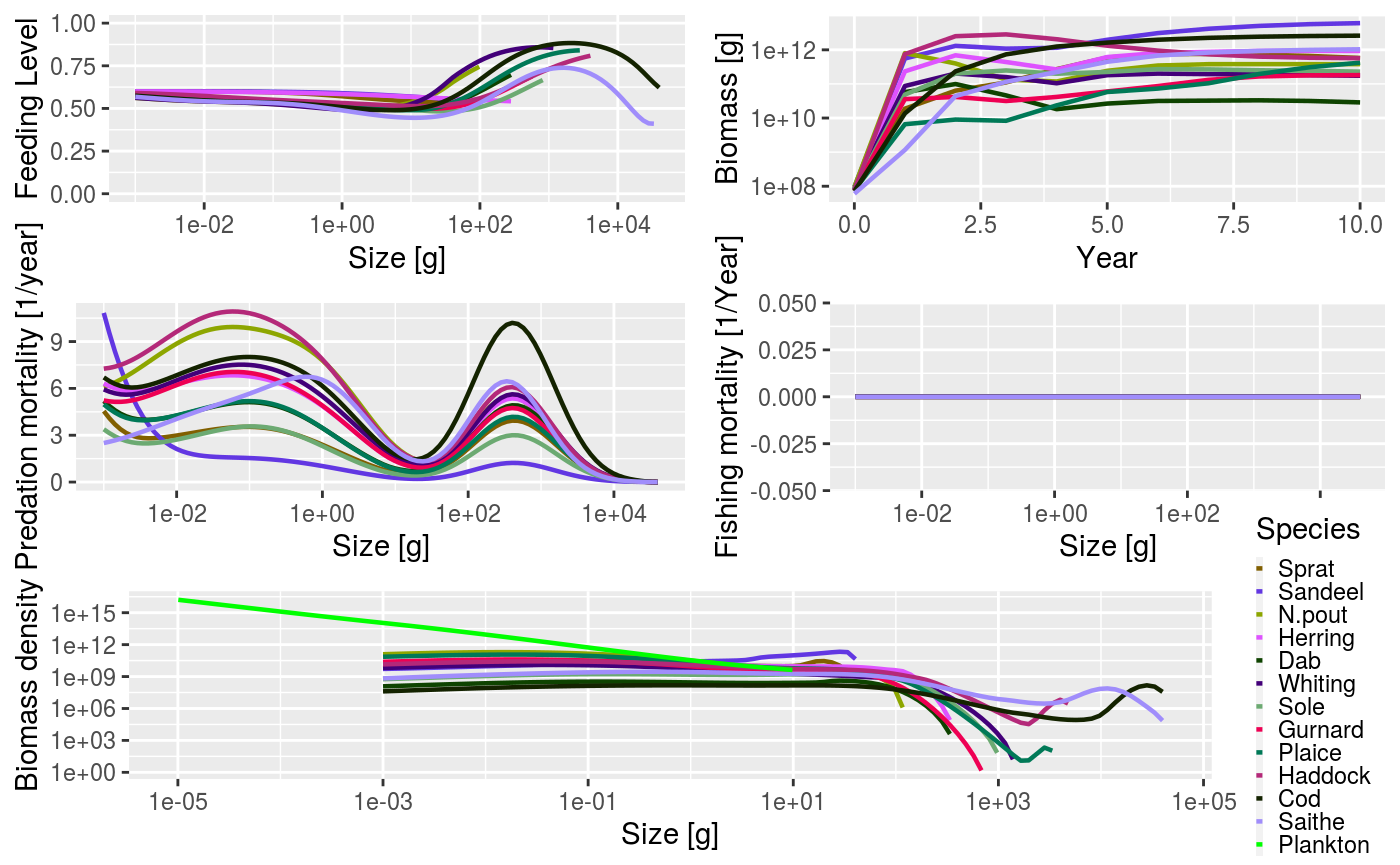 Feeding Level
1.00
0.75
0.50
0.25
0.00
1e-02
1e+00
1e+02
1e+04
Size [g]
Biomass [g]
1e+12
1e+10
1e+08
0.0
2.5
5.0
7.5
10.0
Year
Predation mortality [1/year]
9
6
3
0
1e-02
1e+00
1e+02
1e+04
Size [g]
Fishing mortality [1/Year]
0.050
0.025
0.000
-0.025
-0.050
1e-02
1e+00
1e+02
Size [g]
Biomass density
1e+15
1e+12
1e+09
1e+06
1e+03
1e+00
1e-05
1e-03
1e-01
1e+01
1e+03
1e+05
Size [g]
Species
Sprat
Sandeel
N.pout
Herring
Dab
Whiting
Sole
Gurnard
Plaice
Haddock
Cod
Saithe
Plankton